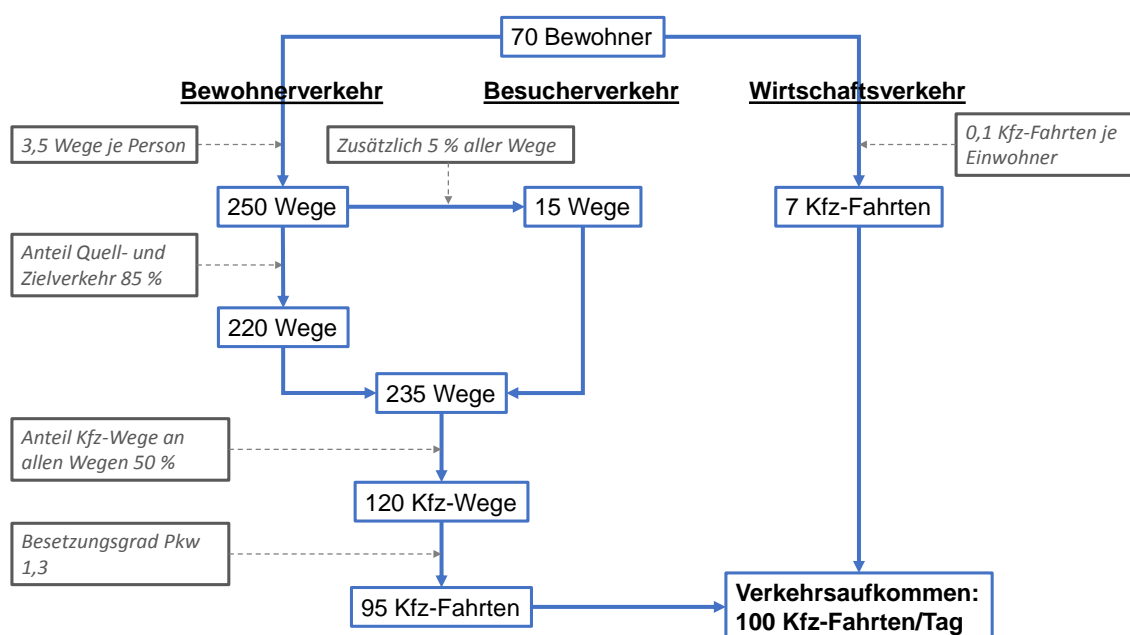 70 Bewohner
Bewohnerverkehr
Besucherverkehr
Wirtschaftsverkehr
3,5 Wege je Person
Zusätzlich 5 % aller Wege
0,1 Kfz-Fahrten je
Einwohner
250 Wege
15 Wege
7 Kfz-Fahrten
Anteil Quell- und
Zielverkehr 85 %
220 Wege
235 Wege
Anteil Kfz-Wege an
allen Wegen 50 %
120 Kfz-Wege
Besetzungsgrad Pkw
1,3
95 Kfz-Fahrten
Verkehrsaufkommen:
100 Kfz-Fahrten/Tag